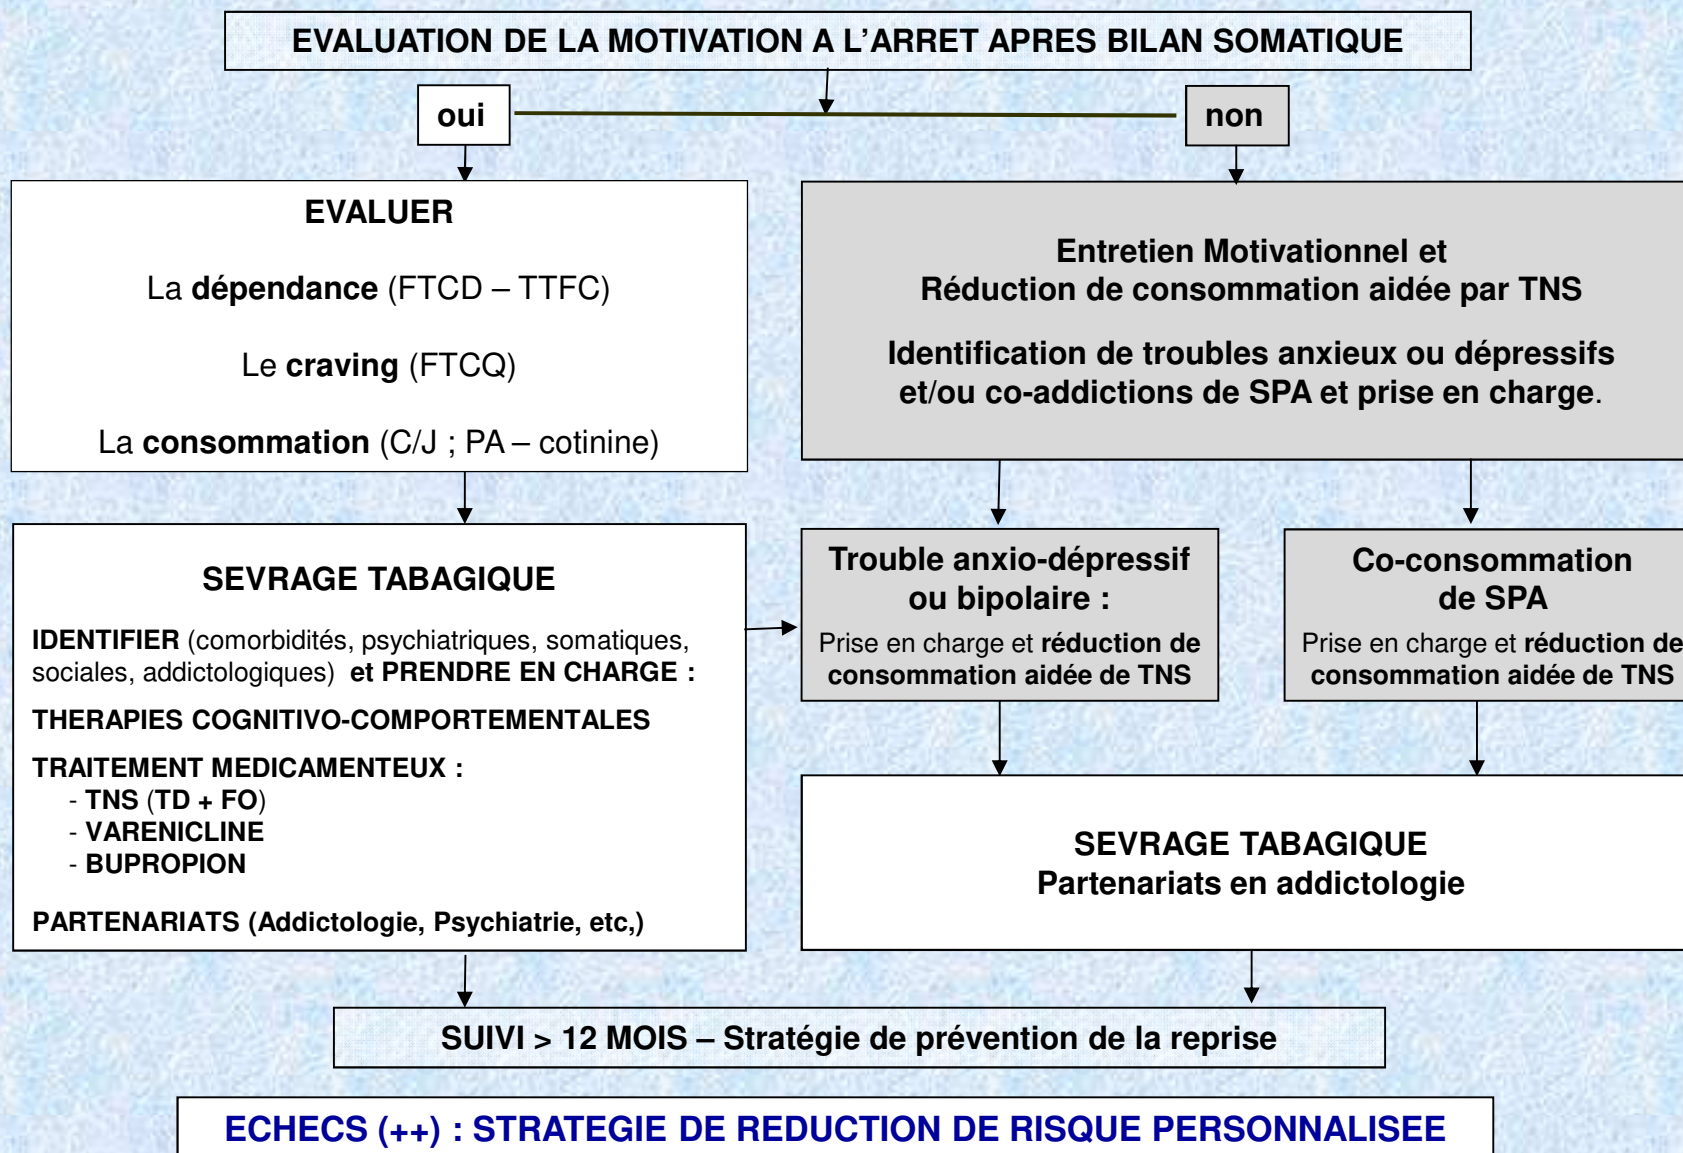 EVALUATION DE LA MOTIVATION A L’ARRET APRES BILAN SOMATIQUE
oui
non
EVALUER
La dépendance (FTCD – TTFC)
Le craving (FTCQ)
La consommation (C/J ; PA – cotinine)
Entretien Motivationnel et
Réduction de consommation aidée par TNS
Identification de troubles anxieux ou dépressifs
et/ou co-addictions de SPA et prise en charge.
SEVRAGE TABAGIQUE
IDENTIFIER (comorbidités, psychiatriques, somatiques,
sociales, addictologiques) et PRENDRE EN CHARGE :
THERAPIES COGNITIVO-COMPORTEMENTALES
TRAITEMENT MEDICAMENTEUX :
- TNS (TD + FO)
- VARENICLINE
- BUPROPION
PARTENARIATS (Addictologie, Psychiatrie, etc,)
Trouble anxio-dépressif
ou bipolaire :
Prise en charge et réduction de
consommation aidée de TNS
Co-consommation
de SPA
Prise en charge et réduction de
consommation aidée de TNS
SEVRAGE TABAGIQUE
Partenariats en addictologie
SUIVI > 12 MOIS – Stratégie de prévention de la reprise
ECHECS (++) : STRATEGIE DE REDUCTION DE RISQUE PERSONNALISEE